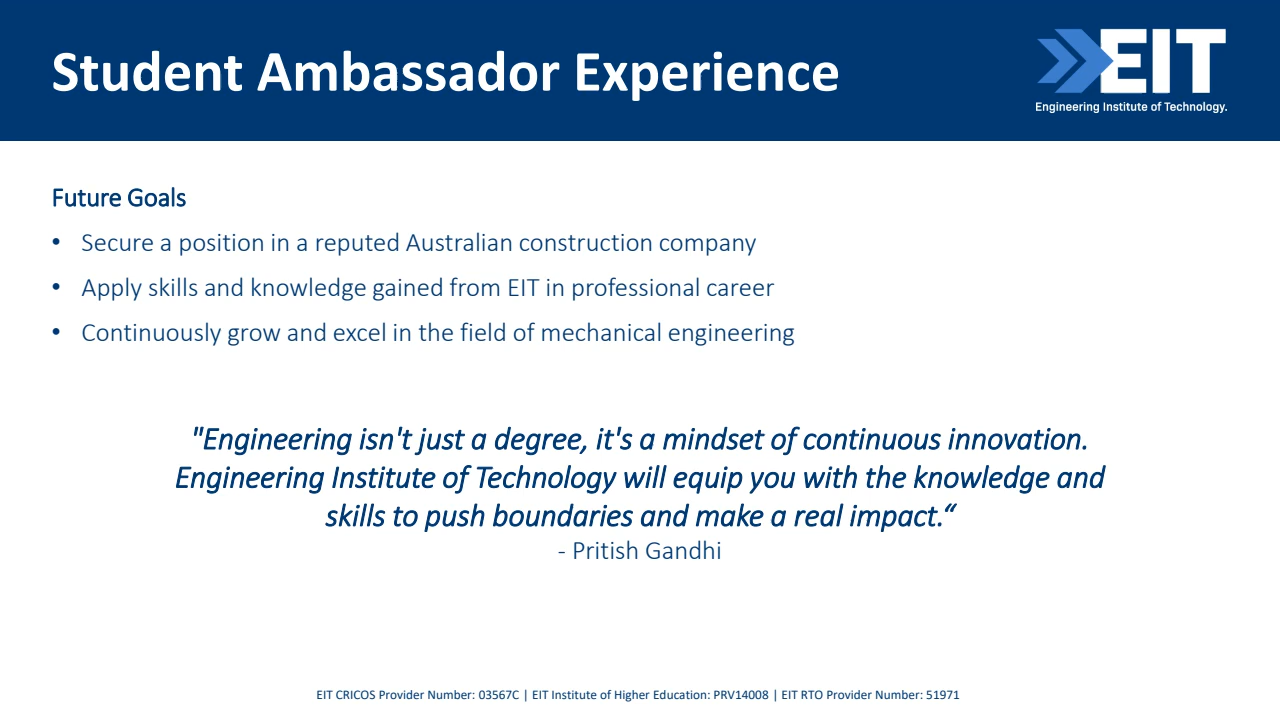 Student Ambassador Experience
EIT
Engineering Institute of Technology.
Future Goals
• Secure a position in a reputed Australian construction company
• Apply skills and knowledge gained from EIT in professional career
• Continuously grow and excel in the field of mechanical engineering
"Engineering isn't just a degree, it's a mindset of continuous innovation.
Engineering Institute of Technology will equip you with the knowledge and
skills to push boundaries and make a real impact.“
- Pritish Gandhi
EIT CRICOS Provider Number: 03567C | EIT Institute of Higher Education: PRV14008 | EIT RTO Provider Number: 51971